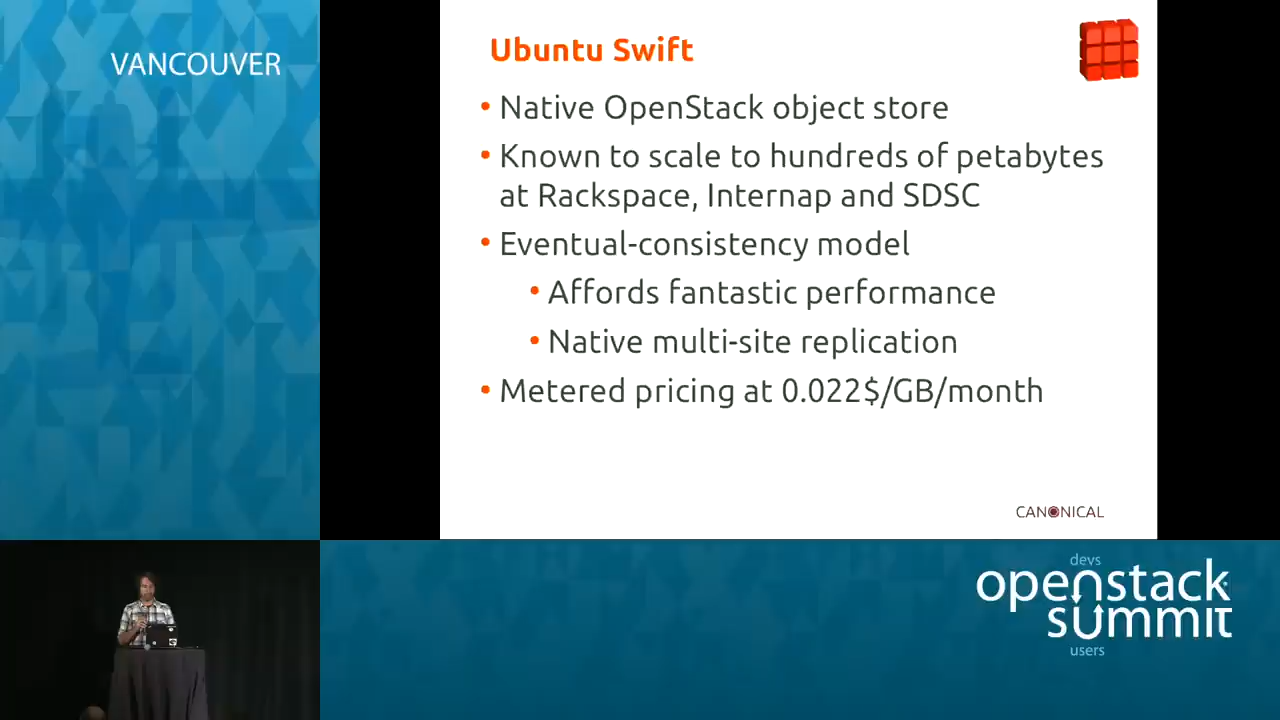 VANCOUVER
Ubuntu Swift
• Native OpenStack object store
• Known to scale to hundreds of petabytes
at Rackspace, Internap and SDSC
• Eventual-consistency model
• Affords fantastic performance
• Native multi-site replication
• Metered pricing at 0.022$/GB/month
CANONICAL
devs
openstack
summit
users